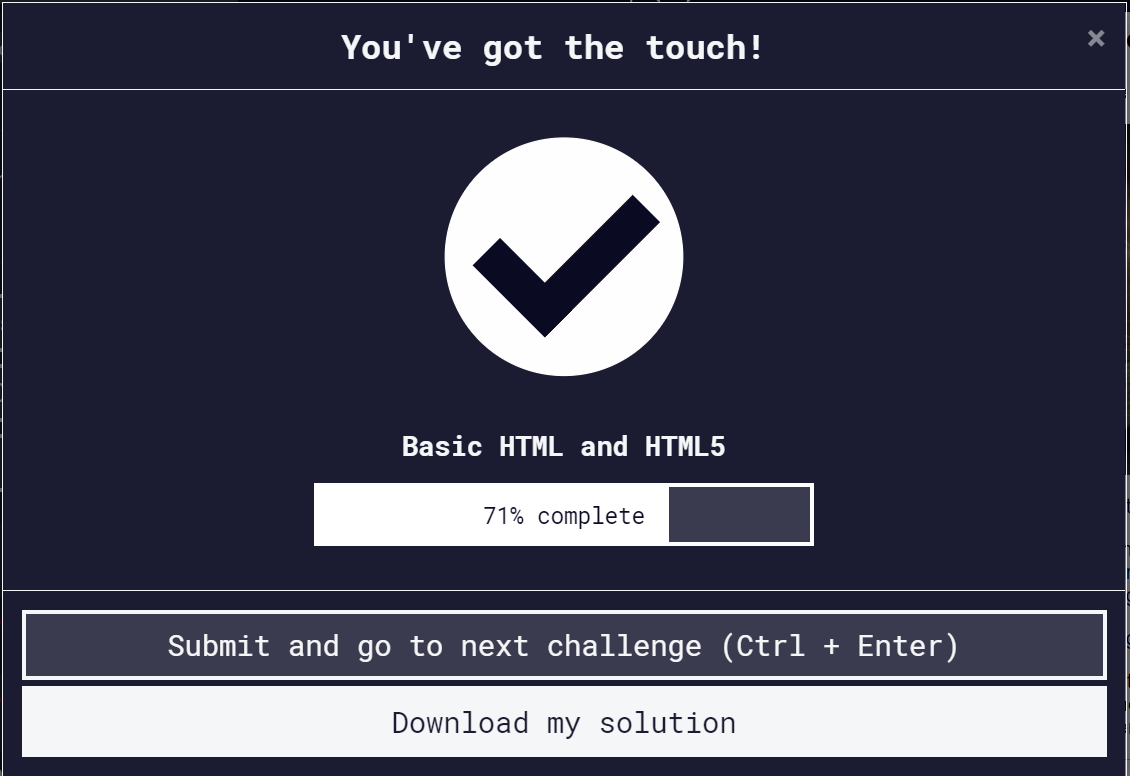 You've got the touch!
×
Basic HTML and HTML5
71% complete
Submit and go to next challenge (Ctrl + Enter)
Download my solution